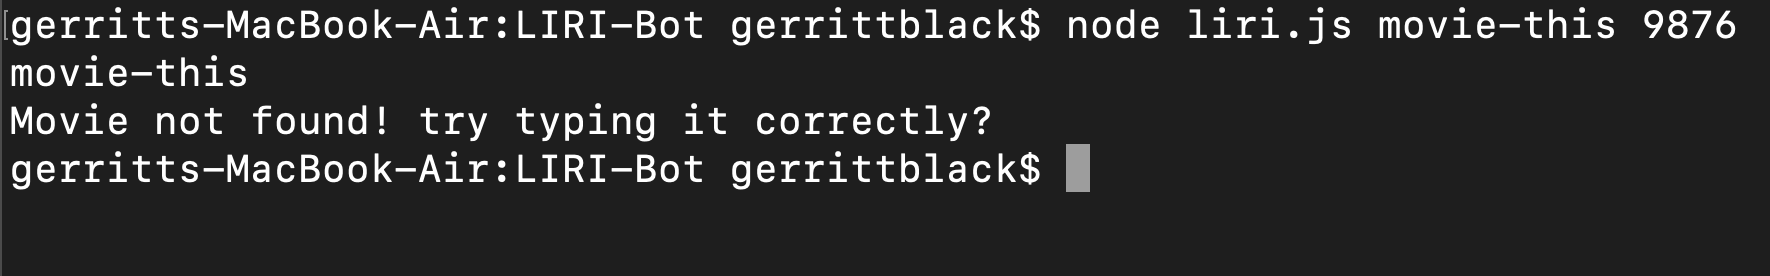 [gerritts-MacBook-Air:LIRI-Bot gerrittblack$ node liri.js movie-this 9876
movie-this
Movie not found! try typing it correctly?
gerritts-MacBook-Air:LIRI-Bot gerrittblack$